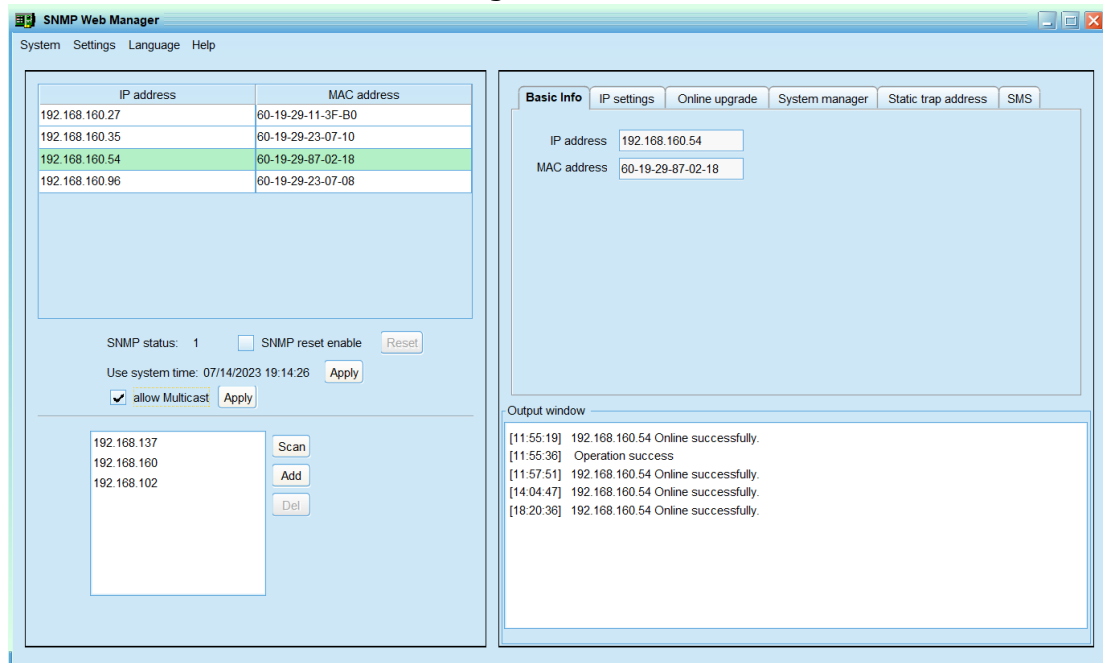 SNMP Web Manager
System Settings Language Help
IP address MAC address
192.168.160.27 60-19-29-11-3F-B0
192.168.160.35 60-19-29-23-07-10
192.168.160.54 60-19-29-87-02-18
192.168.160.96 60-19-29-23-07-08
SNMP status: 1 SNMP reset enable Reset
Use system time: 07/14/2023 19:14:26 Apply
allow Multicast Apply
192.168.137
192.168.160
192.168.102
Scan
Add
Del
Basic Info IP settings Online upgrade System manager Static trap address SMS
IP address 192.168.160.54
MAC address 60-19-29-87-02-18
Output window
[11:55:19] 192.168.160.54 Online successfully.
[11:55:36] Operation success
[11:57:51] 192.168.160.54 Online successfully.
[14:04:47] 192.168.160.54 Online successfully.
[18:20:36] 192.168.160.54 Online successfully.